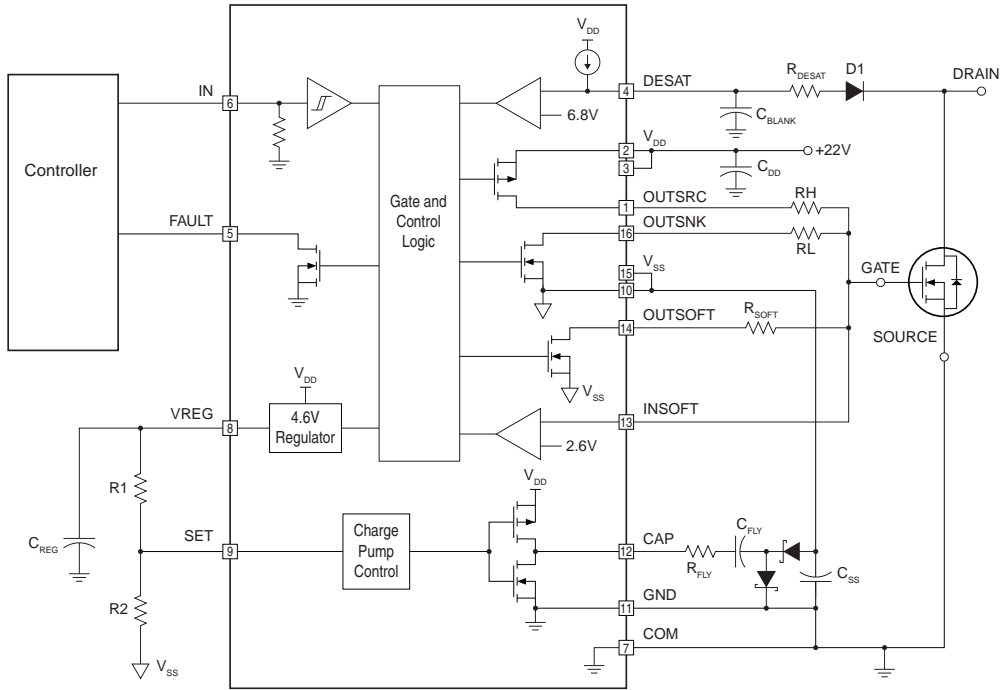 V_DD
DRAIN
IN
6
4
DESAT
R_DESAT
D1
6.8V
C_BLANK
Controller
V_DD
2
3
+22V
C_DD
Gate and
Control
Logic
1
OUTSRC
RH
FAULT
5
16
OUTSNK
RL
15
V_SS
10
GATE
14
OUTSOFT
R_SOFT
SOURCE
V_SS
V_DD
VREG
8
4.6V
Regulator
13
INSOFT
2.6V
R1
V_DD
C_REG
SET
9
Charge
Pump
Control
12
CAP
R_FLY
C_FLY
C_SS
R2
11
GND
V_SS
7
COM